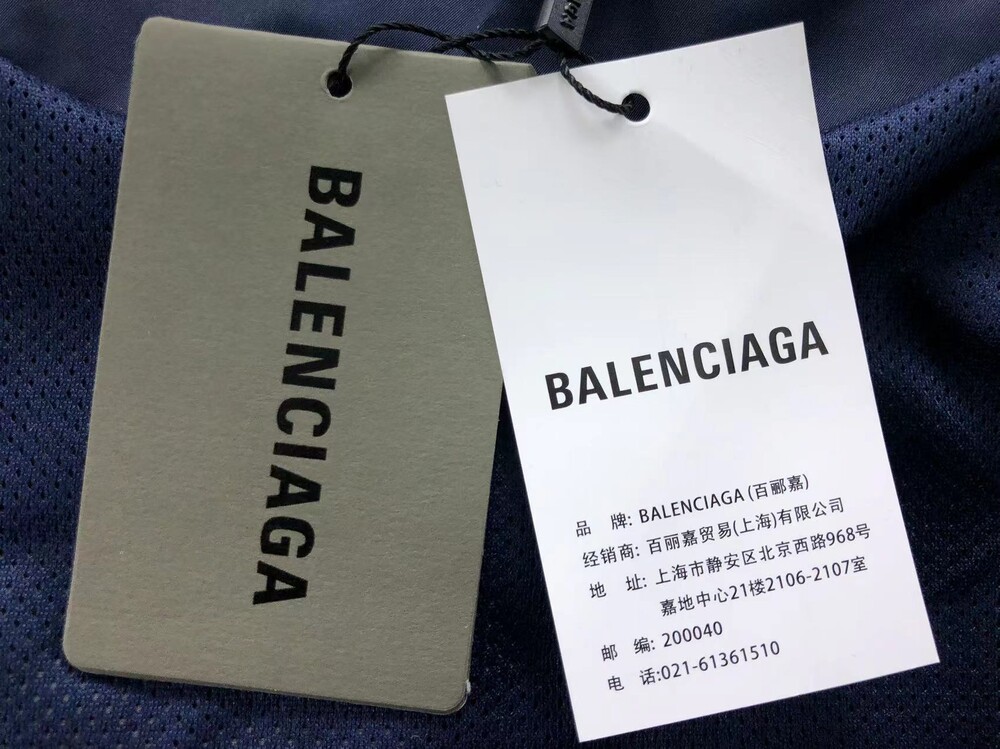 BALENCIAGA
BALENCIAGA
品 牌: BALENCIAGA (百郦嘉)
经销商: 百丽嘉贸易(上海)有限公司
地 址: 上海市静安区北京西路968号
嘉地中心21楼2106-2107室
邮 编: 200040
电 话:021-61361510